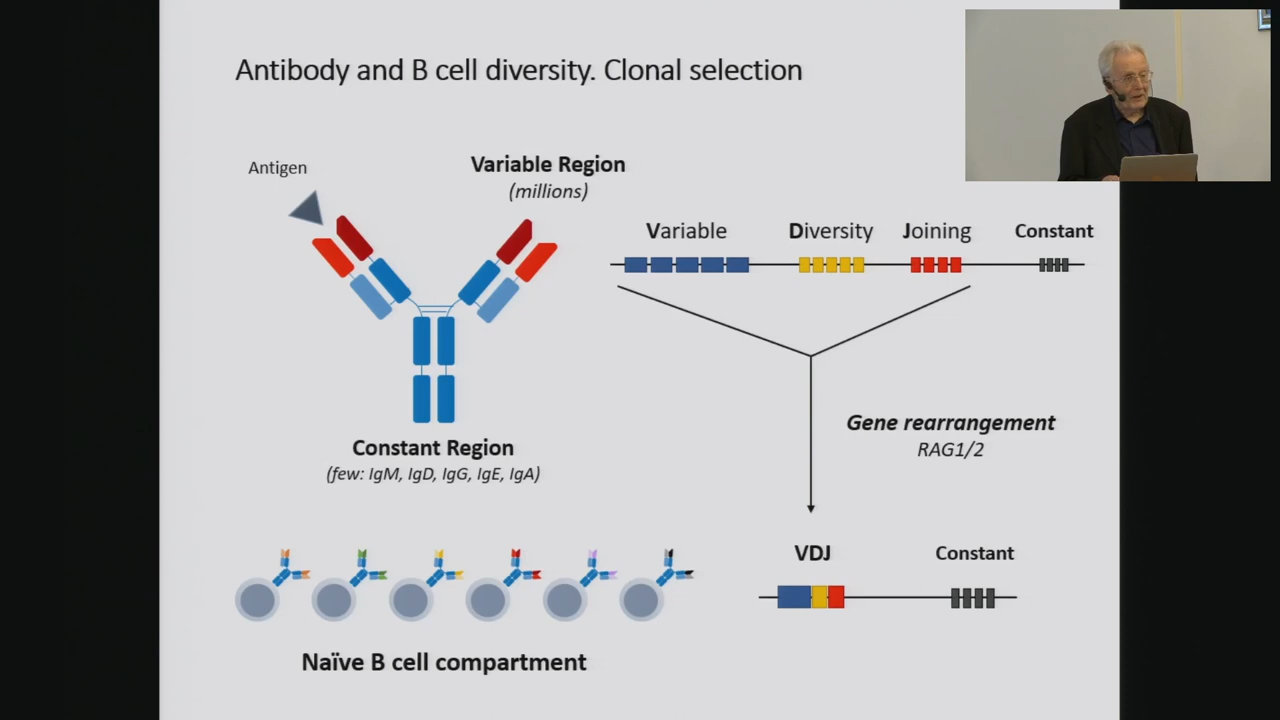 Antibody and B cell diversity. Clonal selection
Antigen
Variable Region
(millions)
Variable Diversity Joining Constant
Constant Region
(few: IgM, IgD, IgG, IgE, IgA)
Gene rearrangement
RAG1/2
VDJ Constant
Naïve B cell compartment